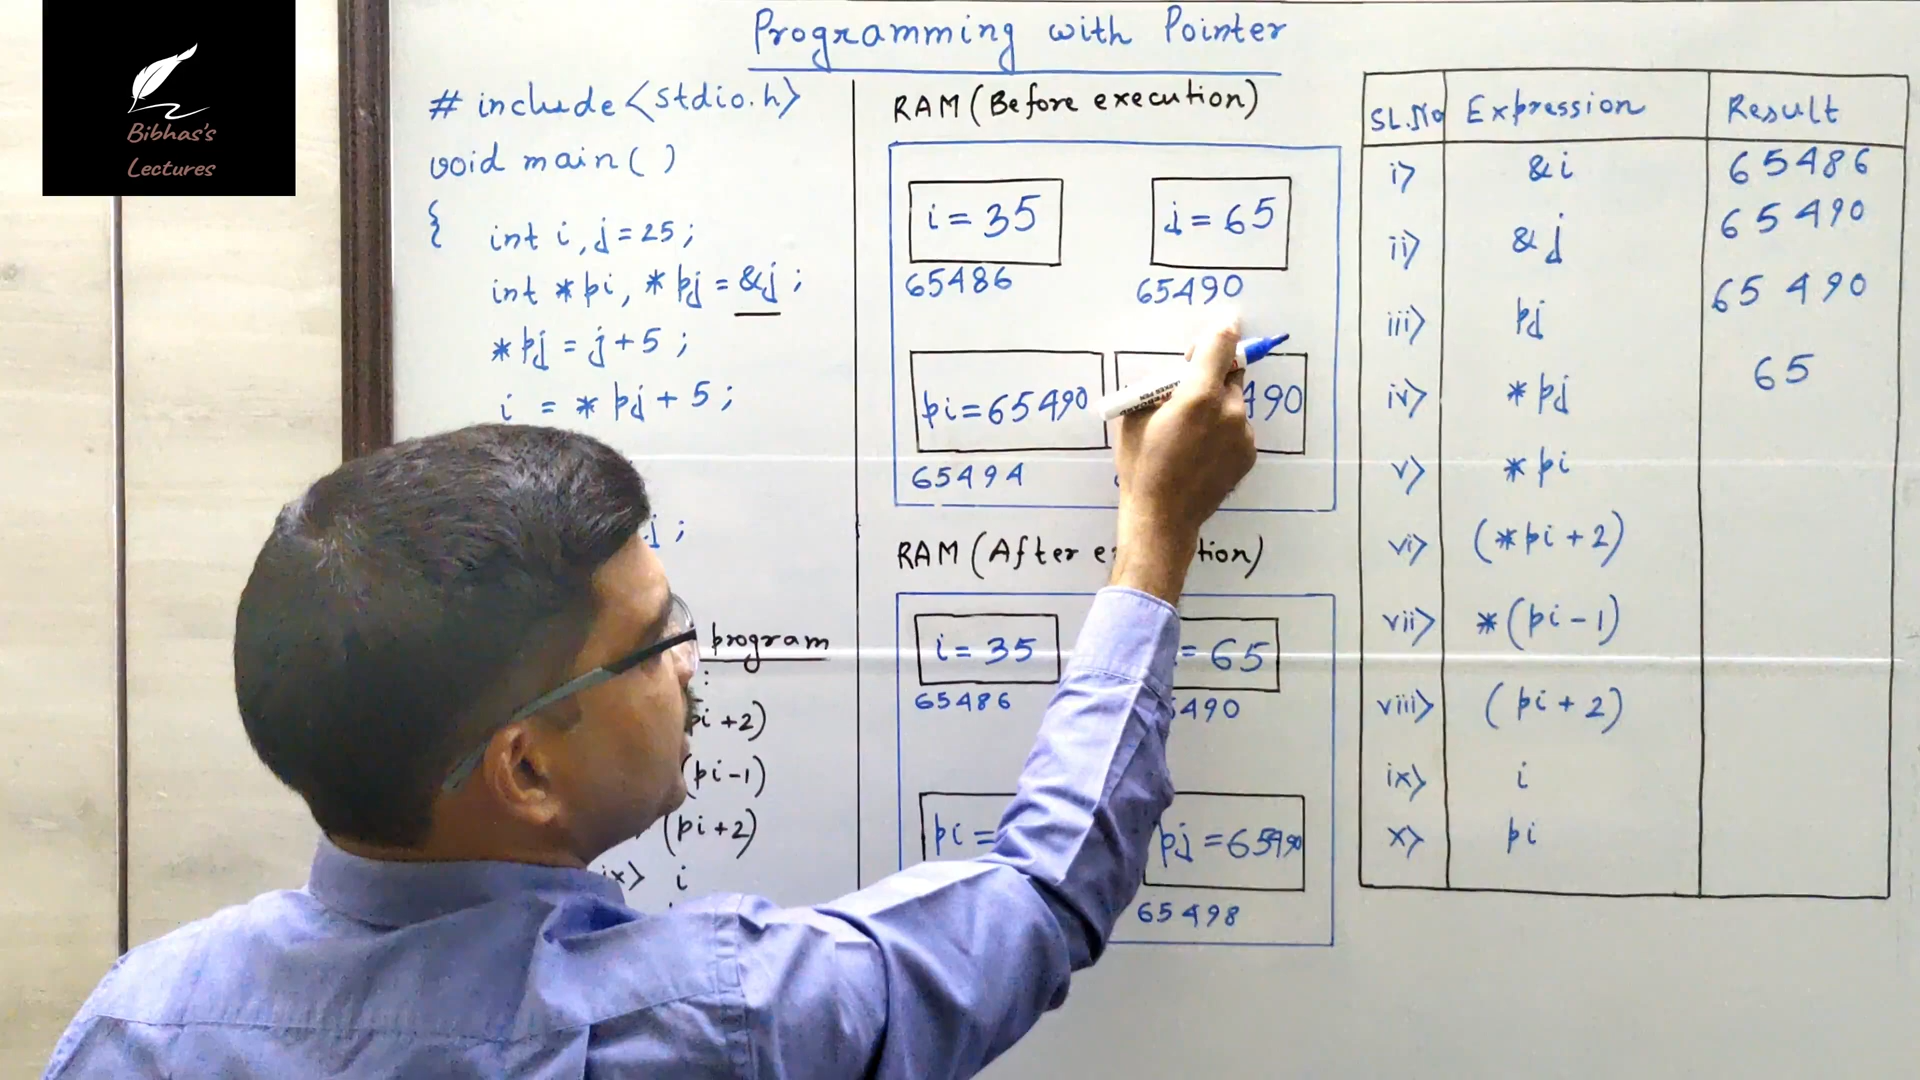 Bibhas's
Lectures
Programming with Pointer
# include <stdio.h>
void main( )
{
int i, j = 25 ;
int *pi, *pj = &j ;
*pj = j + 5 ;
i = *pj + 5 ;
j ;
program
:
pi +2)
(pi -1)
(pi +2)
ix> i
RAM (Before execution)
i = 35
j = 65
65486
65490
pi = 65490
490
65494
RAM (After e tion)
i = 35
= 65
65486
5490
pi =
pj = 65490
65498
SL.No Expression Result
i> &i 65486
ii> &j 65490
iii> pj 65490
iv> *pj 65
v> *pi
vi> (*pi + 2)
vii> *(pi - 1)
viii> (pi + 2)
ix> i
x> pi